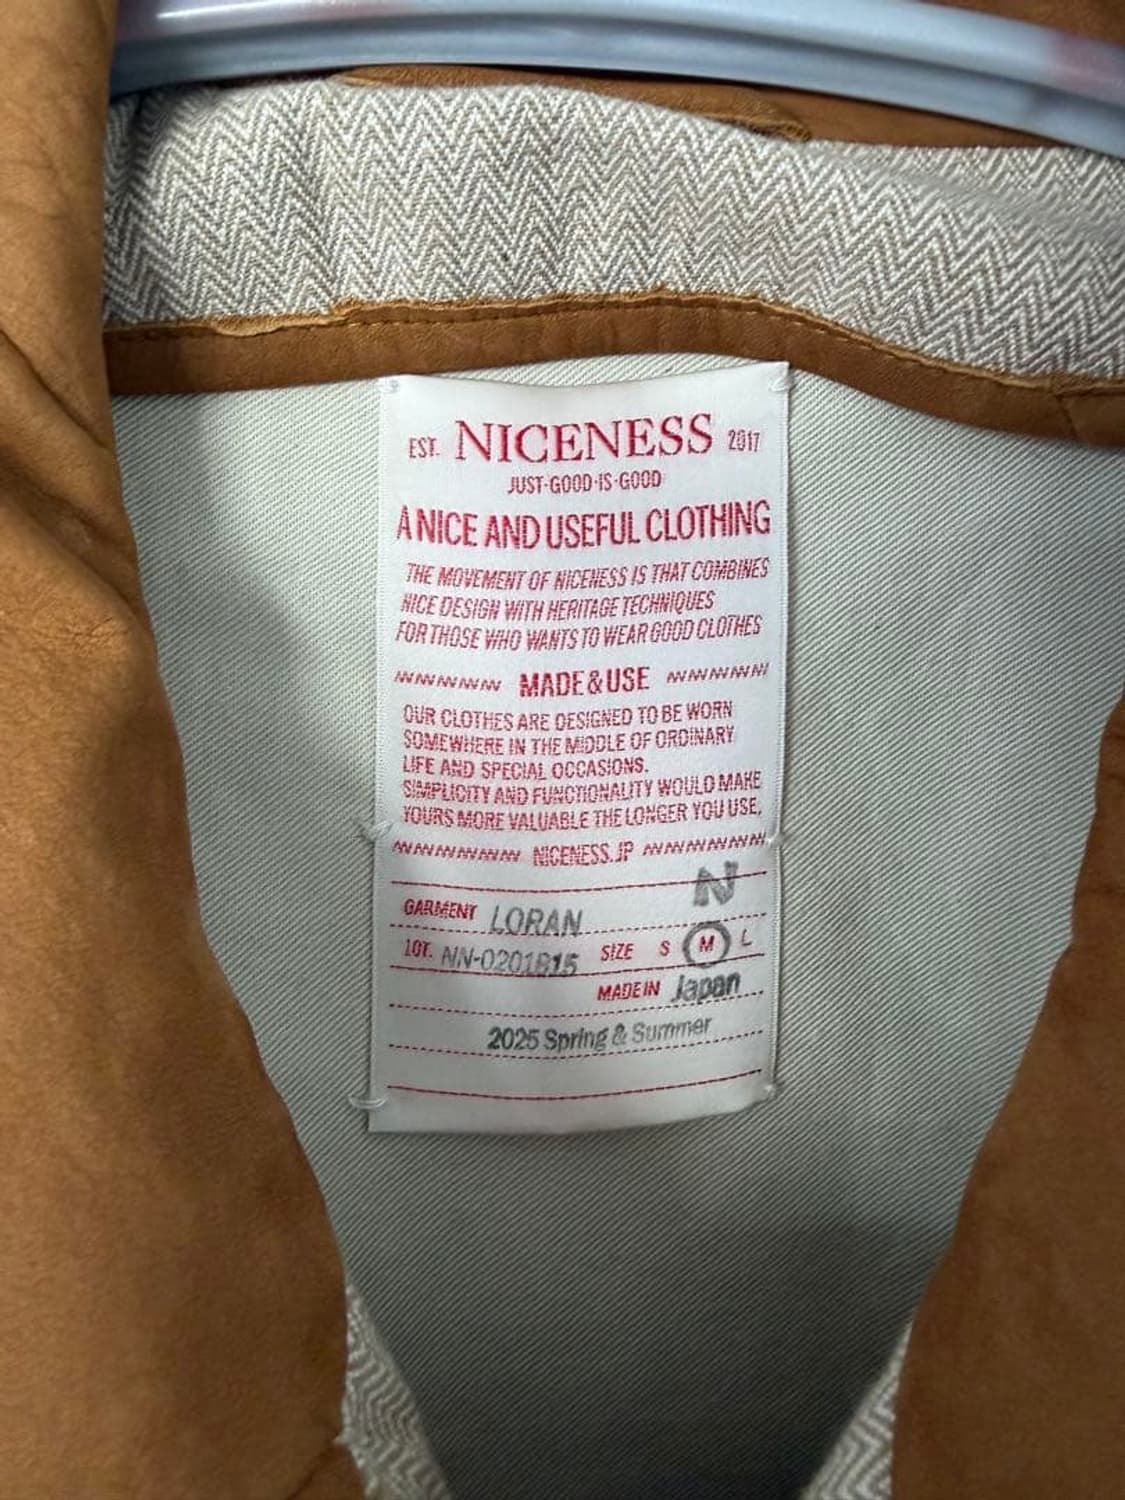 EST. NICENESS 2017
JUST·GOOD·IS·GOOD
A NICE AND USEFUL CLOTHING
THE MOVEMENT OF NICENESS IS THAT COMBINES
NICE DESIGN WITH HERITAGE TECHNIQUES
FOR THOSE WHO WANTS TO WEAR GOOD CLOTHES
MADE & USE
OUR CLOTHES ARE DESIGNED TO BE WORN
SOMEWHERE IN THE MIDDLE OF ORDINARY
LIFE AND SPECIAL OCCASIONS.
SIMPLICITY AND FUNCTIONALITY WOULD MAKE
YOURS MORE VALUABLE THE LONGER YOU USE,
NICENESS.JP
N
GARMENT LORAN
LOT. NN-0201815 SIZE S M L
MADE IN Japan
2025 Spring & Summer